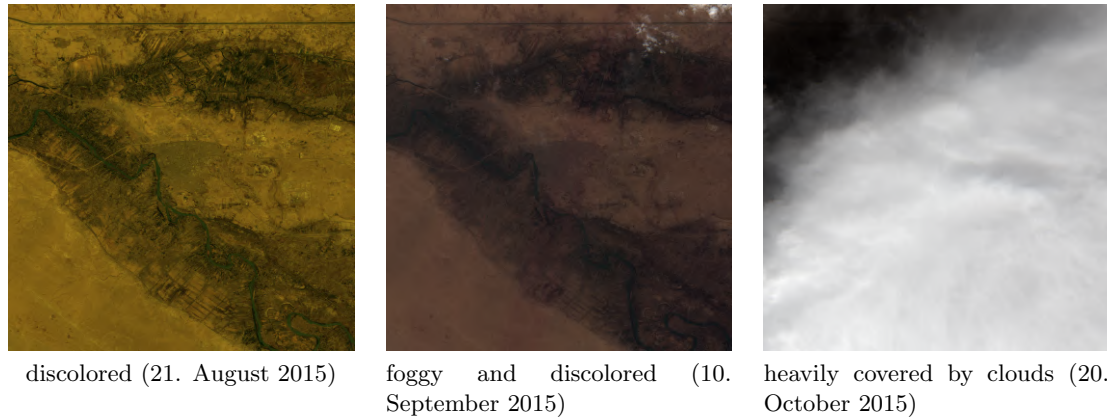 discolored (21. August 2015)
foggy and discolored (10.
September 2015)
heavily covered by clouds (20.
October 2015)